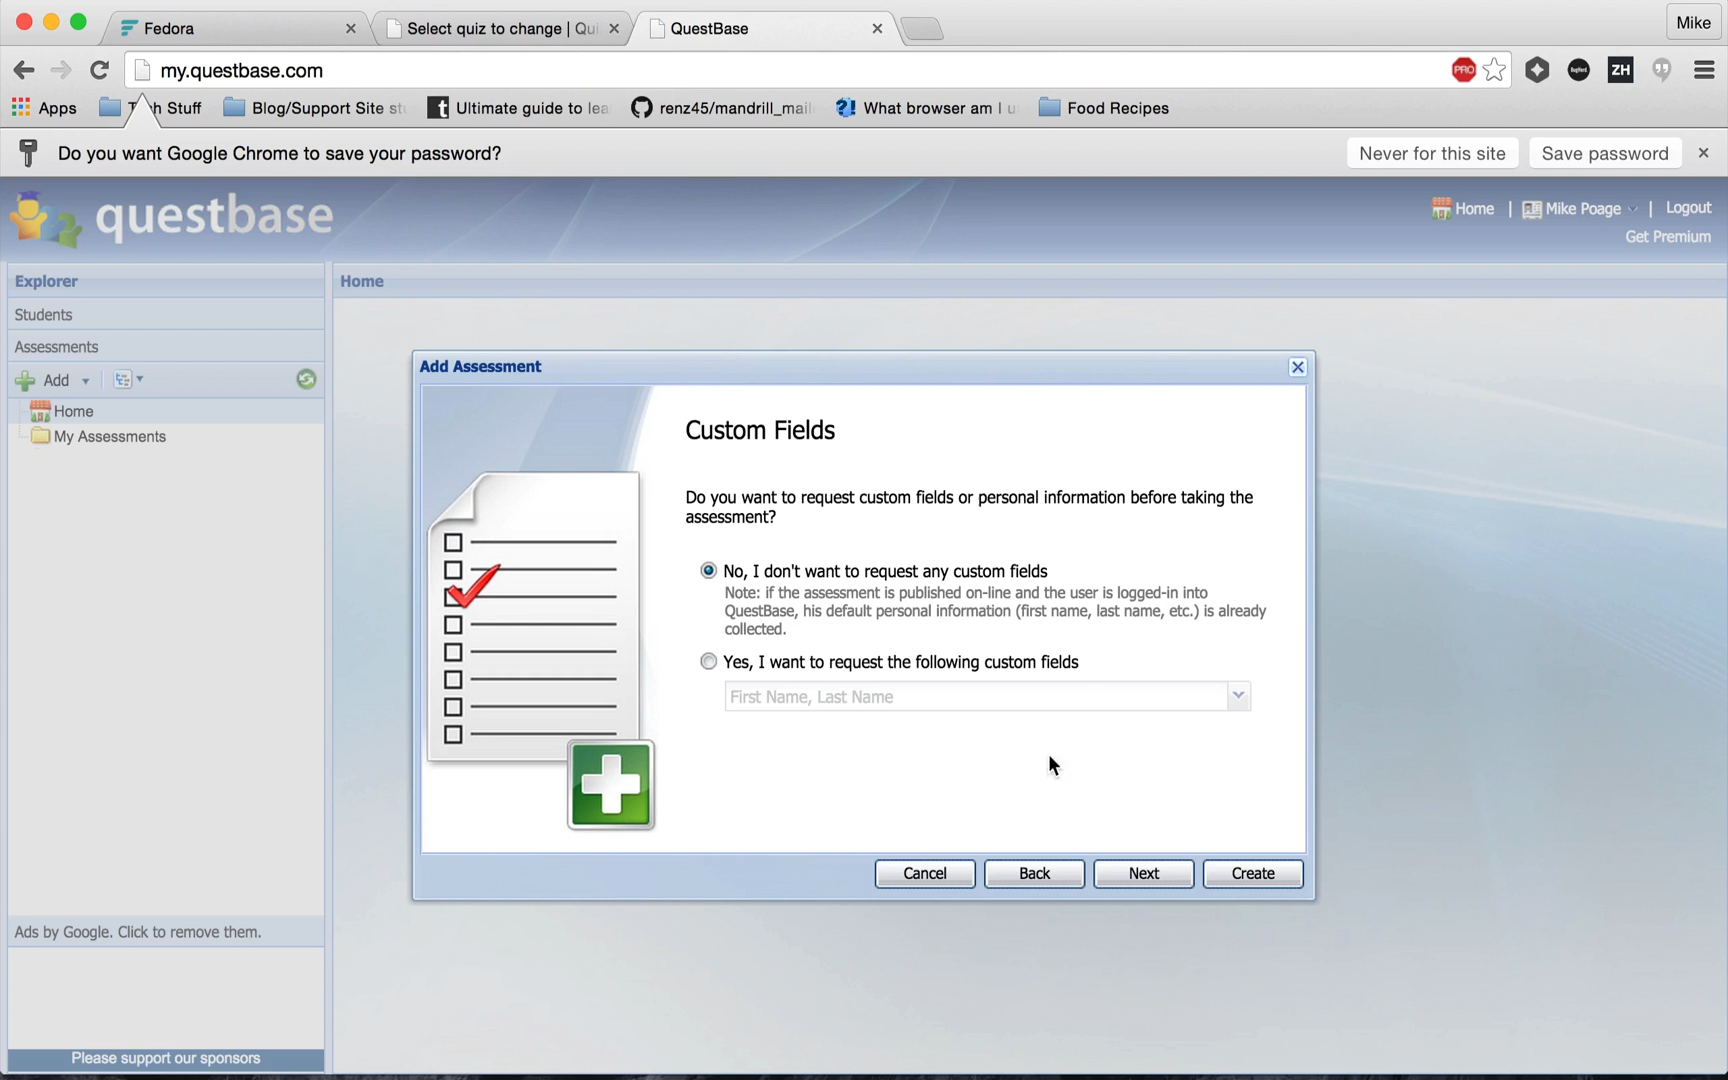 Fedora
Select quiz to change | Qui
QuestBase
Mike
my.questbase.com
PRO
ZH
Apps
Blog/Support Site st
Ultimate guide to lea
renz45/mandrill_mail
What browser am I u
Food Recipes
Do you want Google Chrome to save your password?
Never for this site
Save password
questbase
Home | Mike Poage | Logout
Get Premium
Explorer
Home
Students
Assessments
Add
Home
My Assessments
Add Assessment
Custom Fields
Do you want to request custom fields or personal information before taking the
assessment?
No, I don't want to request any custom fields
Note: if the assessment is published on-line and the user is logged-in into
QuestBase, his default personal information (first name, last name, etc.) is already
collected.
Yes, I want to request the following custom fields
First Name, Last Name
Cancel
Back
Next
Create
Ads by Google. Click to remove them.
Please support our sponsors